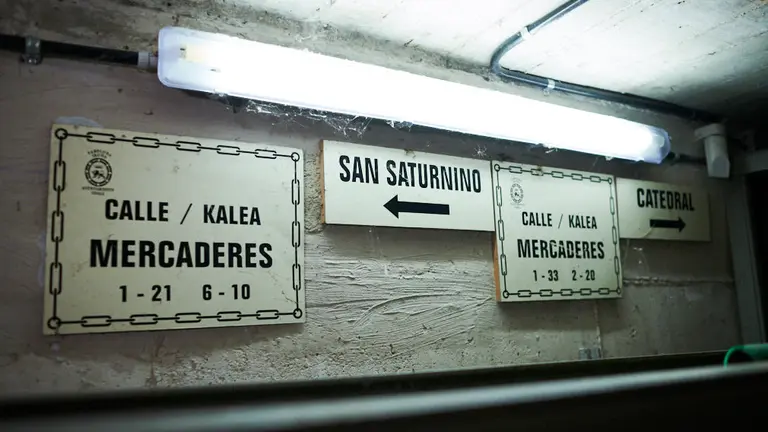 CALLE / KALEA
MERCADERES
1 - 21 6 - 10
SAN SATURNINO
CALLE / KALEA
MERCADERES
1 - 33 2 - 20
CATEDRAL